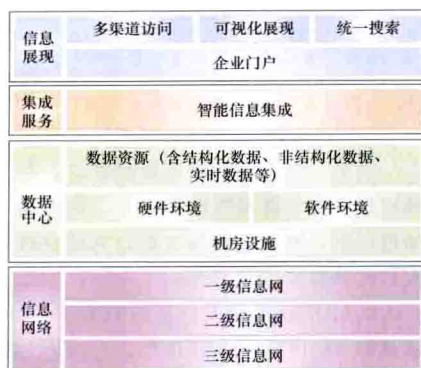 信息
展现
多渠道访问 可视化展现 统一搜索
企业门户
集成
服务
智能信息集成
数据
中心
数据资源（含结构化数据、非结构化数据、
实时数据等）
硬件环境 软件环境
机房设施
信息
网络
一级信息网
二级信息网
三级信息网